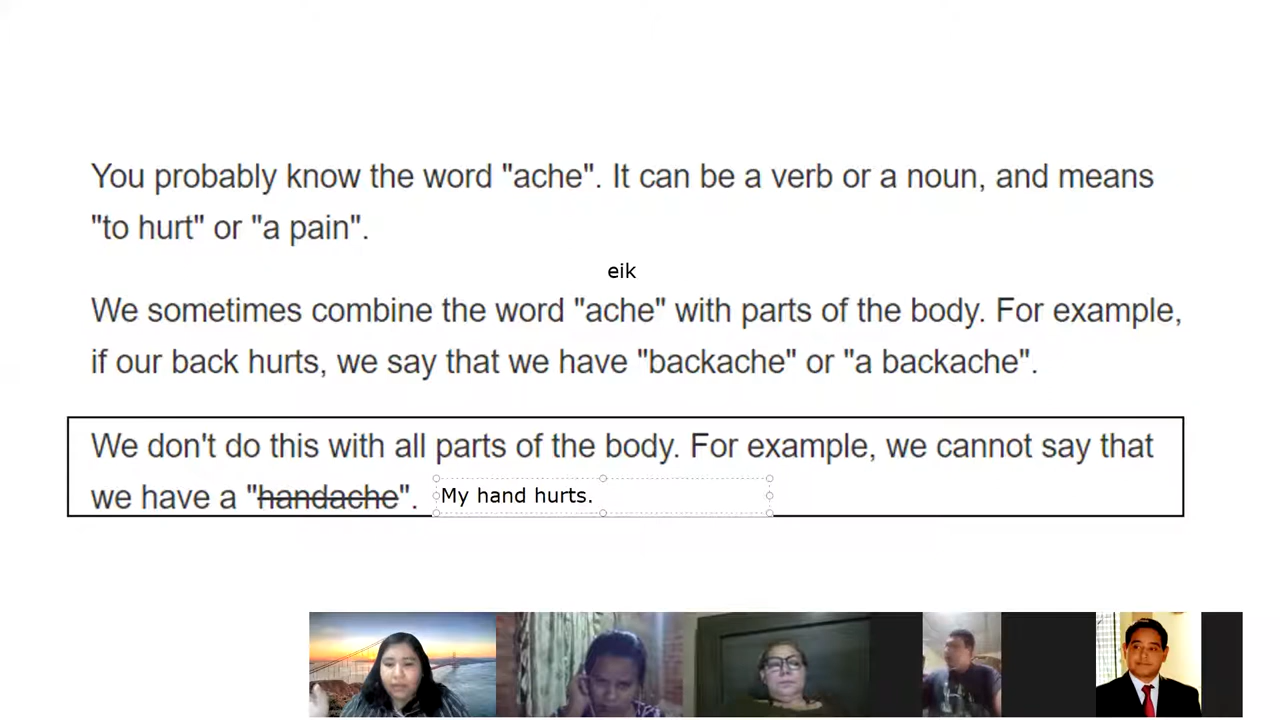 You probably know the word "ache". It can be a verb or a noun, and means
"to hurt" or "a pain".
eik
We sometimes combine the word "ache" with parts of the body. For example,
if our back hurts, we say that we have "backache" or "a backache".
We don't do this with all parts of the body. For example, we cannot say that
we have a "handache". My hand hurts.